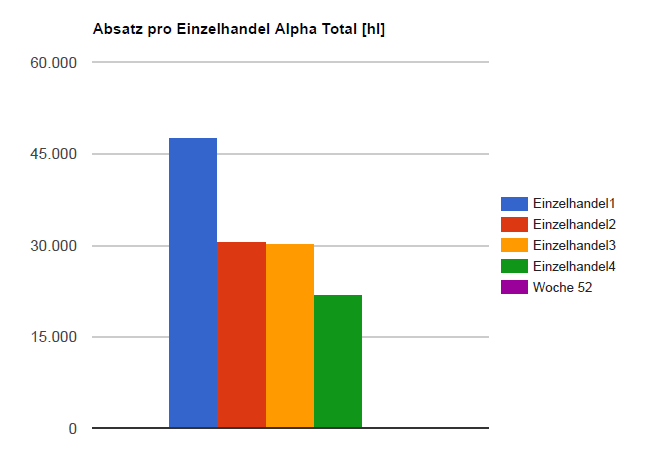 Absatz pro Einzelhandel Alpha Total [hl]
60.000
45.000
30.000
15.000
0
Einzelhandel1
Einzelhandel2
Einzelhandel3
Einzelhandel4
Woche 52